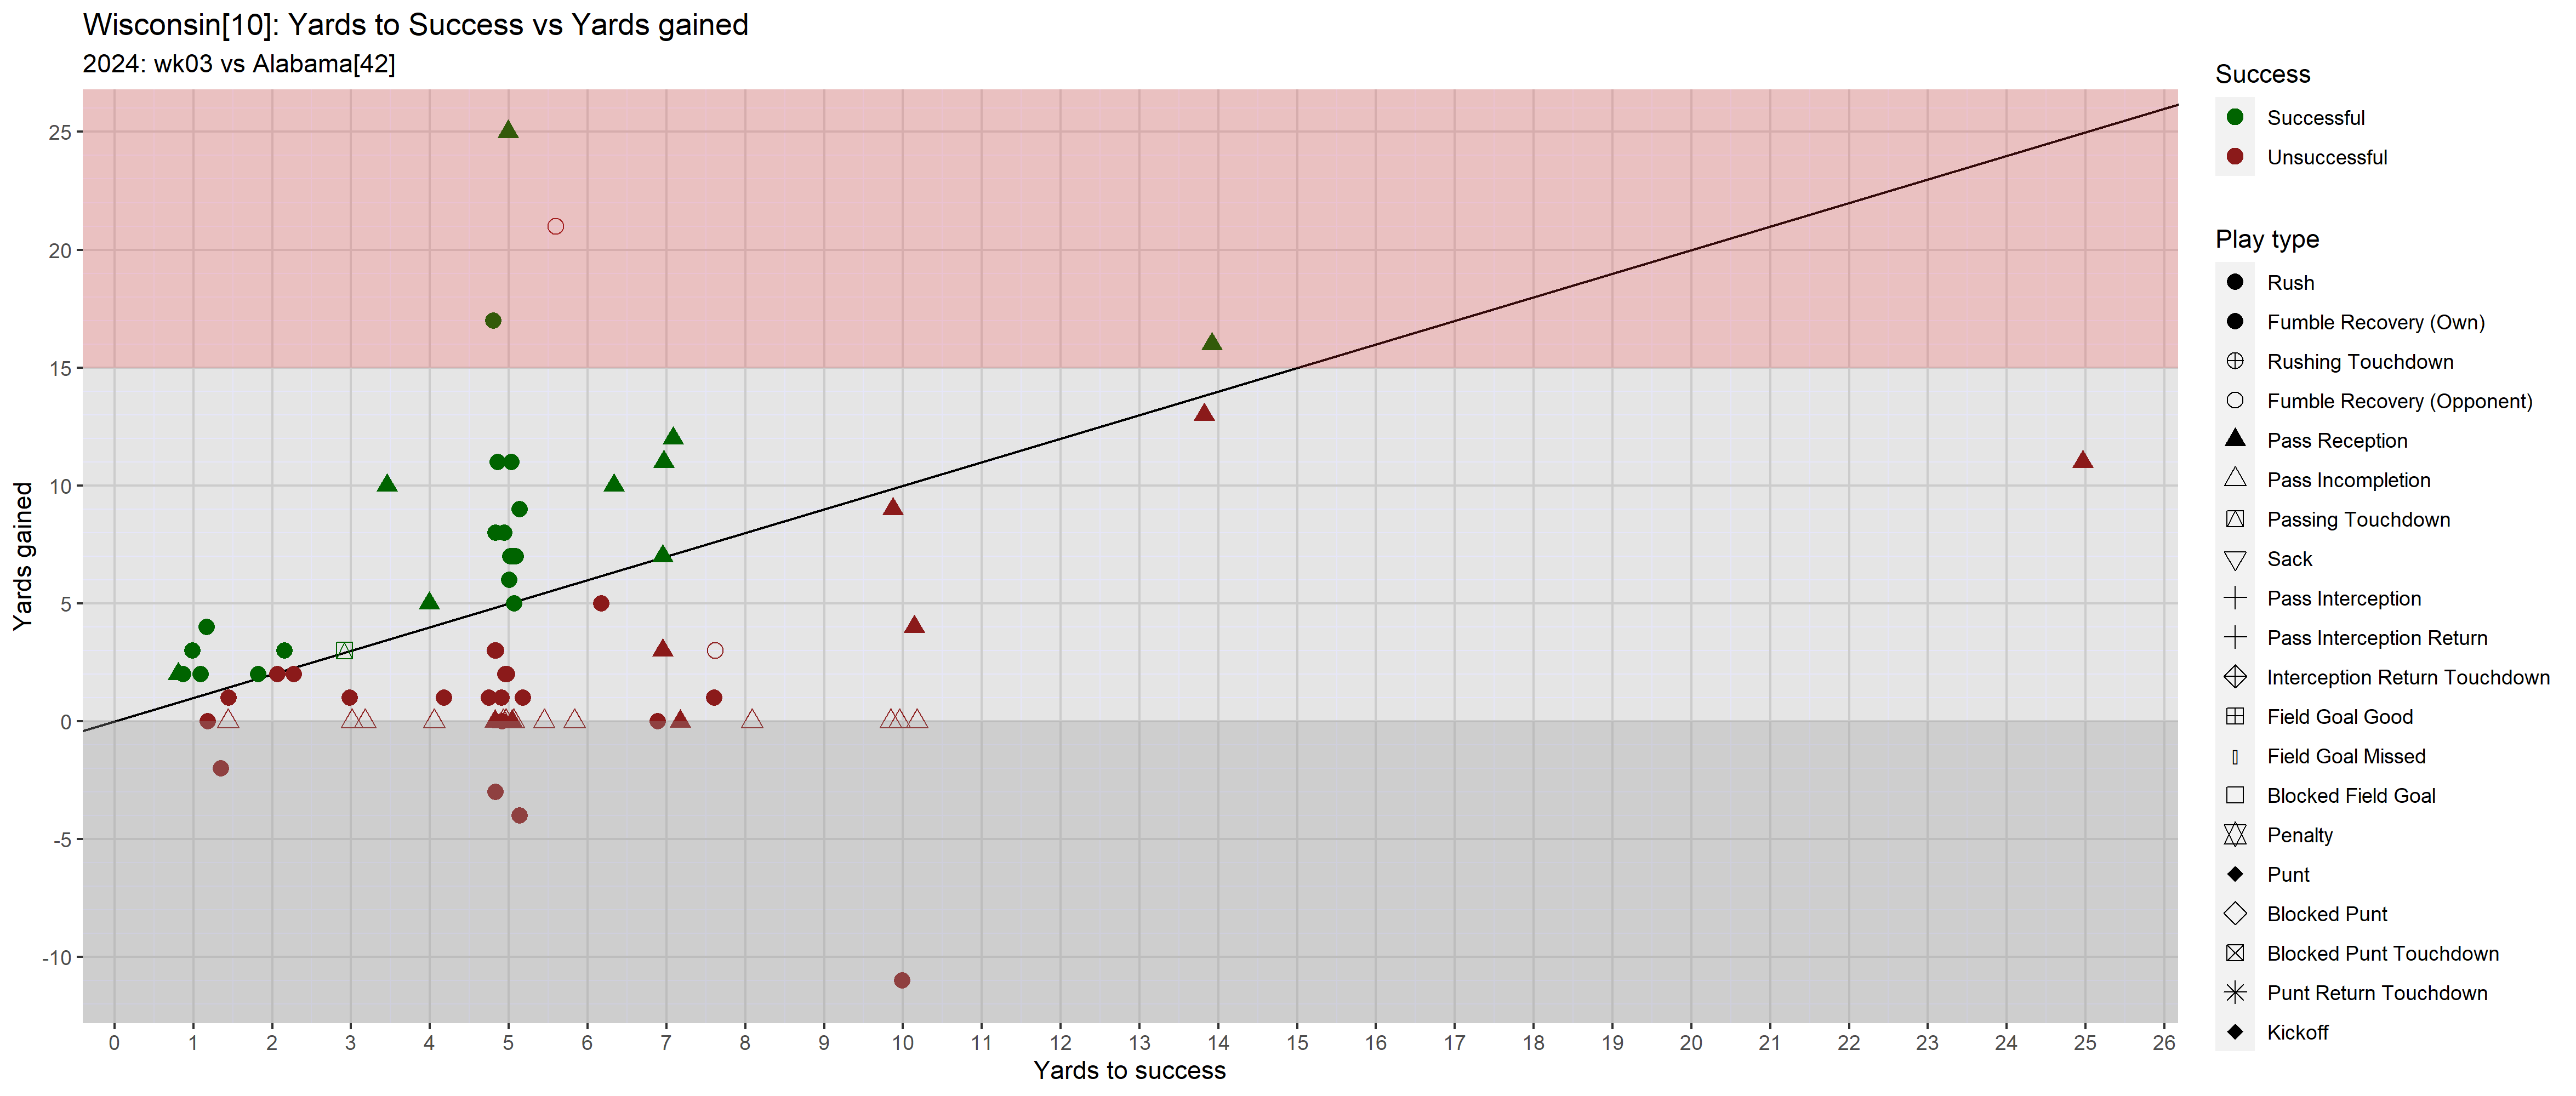 Wisconsin[10]: Yards to Success vs Yards gained
2024: wk03 vs Alabama[42]
Yards gained
25
20
15
10
5
0
-5
-10
0 1 2 3 4 5 6 7 8 9 10 11 12 13 14 15 16 17 18 19 20 21 22 23 24 25 26
Yards to success
Success
Successful
Unsuccessful
Play type
Rush
Fumble Recovery (Own)
Rushing Touchdown
Fumble Recovery (Opponent)
Pass Reception
Pass Incompletion
Passing Touchdown
Sack
Pass Interception
Pass Interception Return
Interception Return Touchdown
Field Goal Good
Field Goal Missed
Blocked Field Goal
Penalty
Punt
Blocked Punt
Blocked Punt Touchdown
Punt Return Touchdown
Kickoff